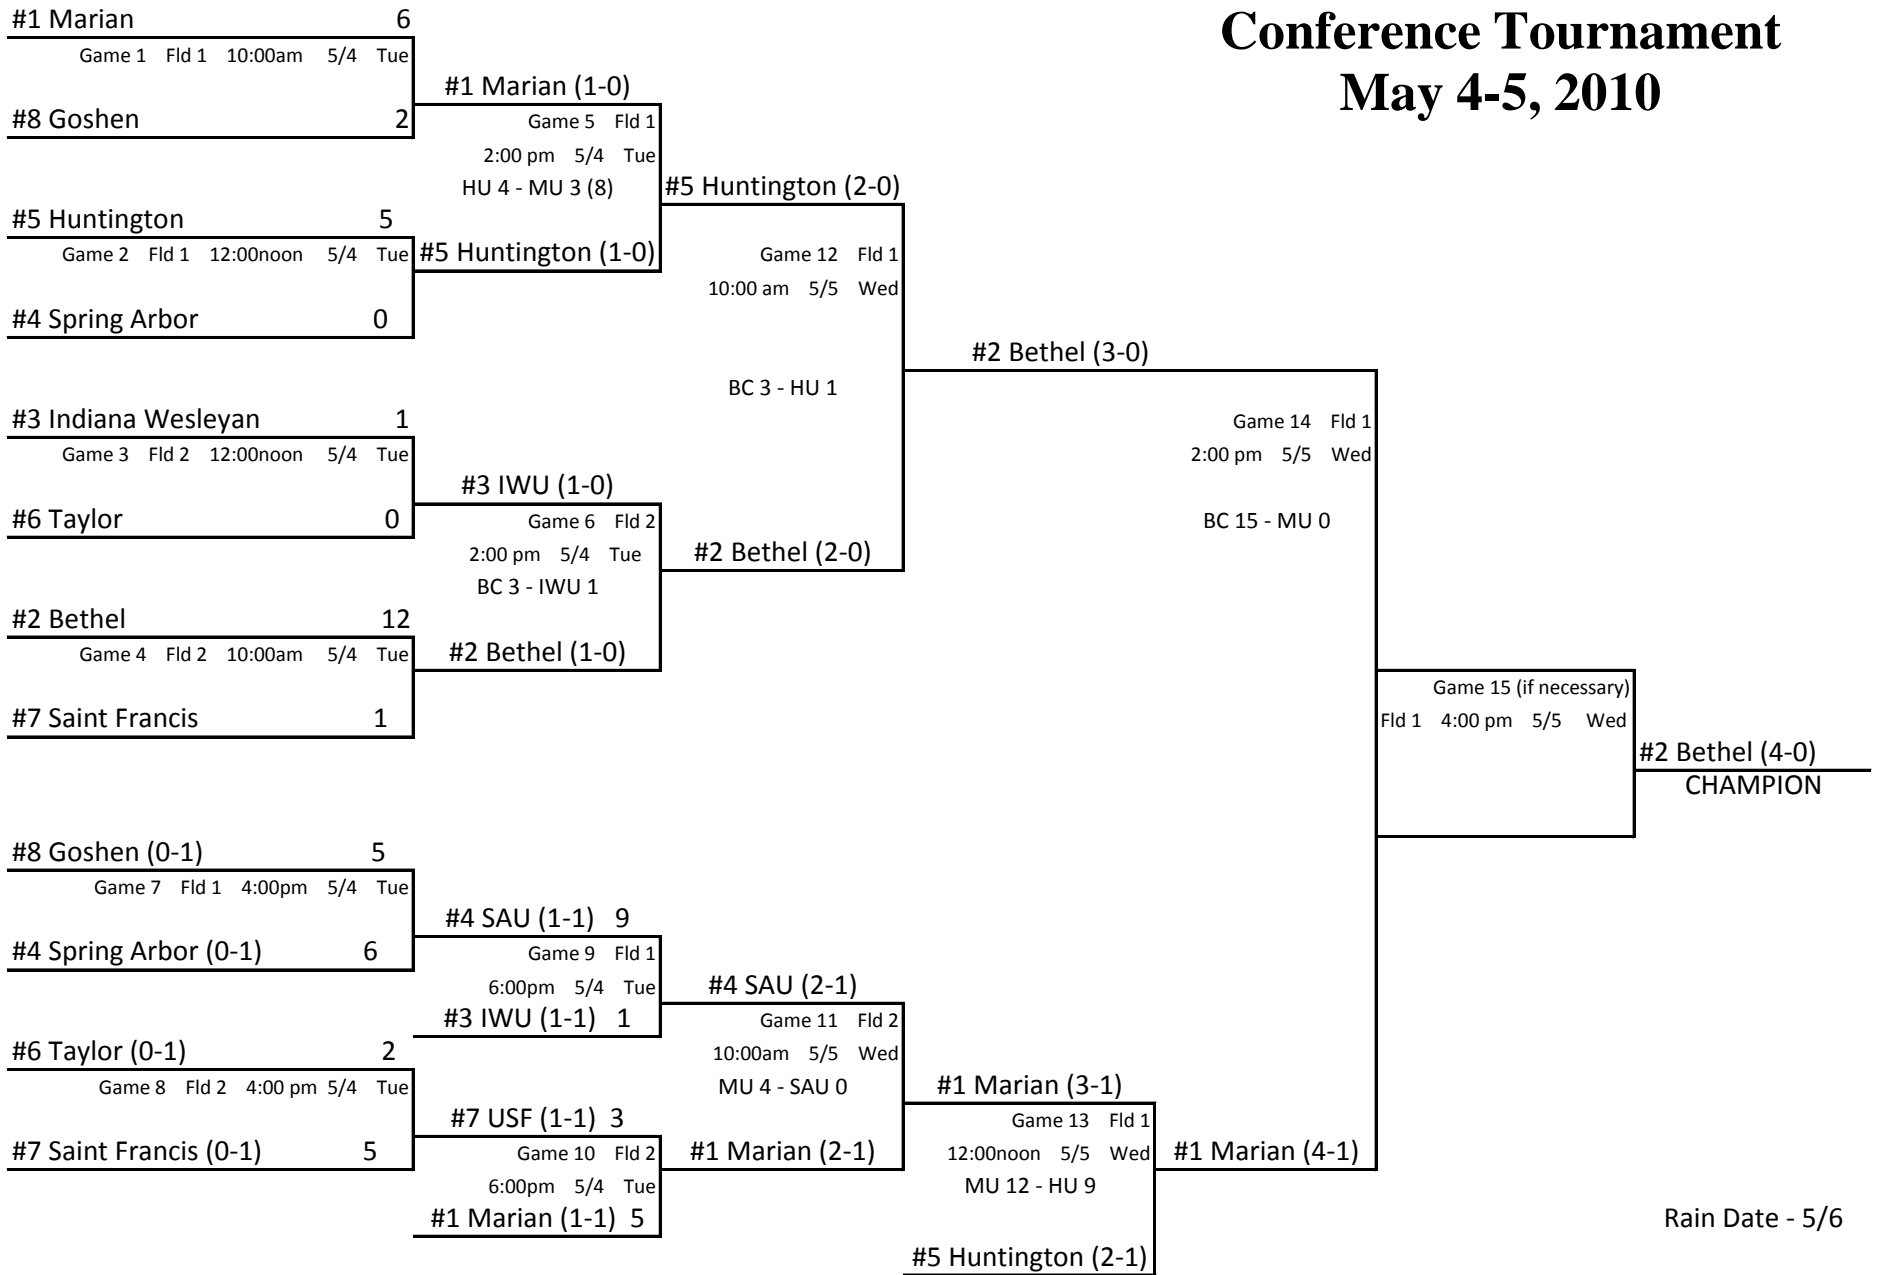 Conference Tournament
May 4-5, 2010
#1 Marian 6
Game 1 Fld 1 10:00am 5/4 Tue
#8 Goshen 2
#1 Marian (1-0)
Game 5 Fld 1
2:00 pm 5/4 Tue
HU 4 - MU 3 (8)
#5 Huntington 5
Game 2 Fld 1 12:00noon 5/4 Tue
#4 Spring Arbor 0
#5 Huntington (1-0)
#5 Huntington (2-0)
Game 12 Fld 1
10:00 am 5/5 Wed
BC 3 - HU 1
#3 Indiana Wesleyan 1
Game 3 Fld 2 12:00noon 5/4 Tue
#6 Taylor 0
#3 IWU (1-0)
Game 6 Fld 2
2:00 pm 5/4 Tue
BC 3 - IWU 1
#2 Bethel 12
Game 4 Fld 2 10:00am 5/4 Tue
#7 Saint Francis 1
#2 Bethel (1-0)
#2 Bethel (2-0)
#2 Bethel (3-0)
Game 14 Fld 1
2:00 pm 5/5 Wed
BC 15 - MU 0
Game 15 (if necessary)
Fld 1 4:00 pm 5/5 Wed
#2 Bethel (4-0)
CHAMPION
#8 Goshen (0-1) 5
Game 7 Fld 1 4:00pm 5/4 Tue
#4 Spring Arbor (0-1) 6
#4 SAU (1-1) 9
Game 9 Fld 1
6:00pm 5/4 Tue
#3 IWU (1-1) 1
#6 Taylor (0-1) 2
Game 8 Fld 2 4:00 pm 5/4 Tue
#7 Saint Francis (0-1) 5
#7 USF (1-1) 3
Game 10 Fld 2
6:00pm 5/4 Tue
#1 Marian (1-1) 5
#4 SAU (2-1)
Game 11 Fld 2
10:00am 5/5 Wed
MU 4 - SAU 0
#1 Marian (2-1)
#1 Marian (3-1)
Game 13 Fld 1
12:00noon 5/5 Wed
MU 12 - HU 9
#5 Huntington (2-1)
#1 Marian (4-1)
Rain Date - 5/6